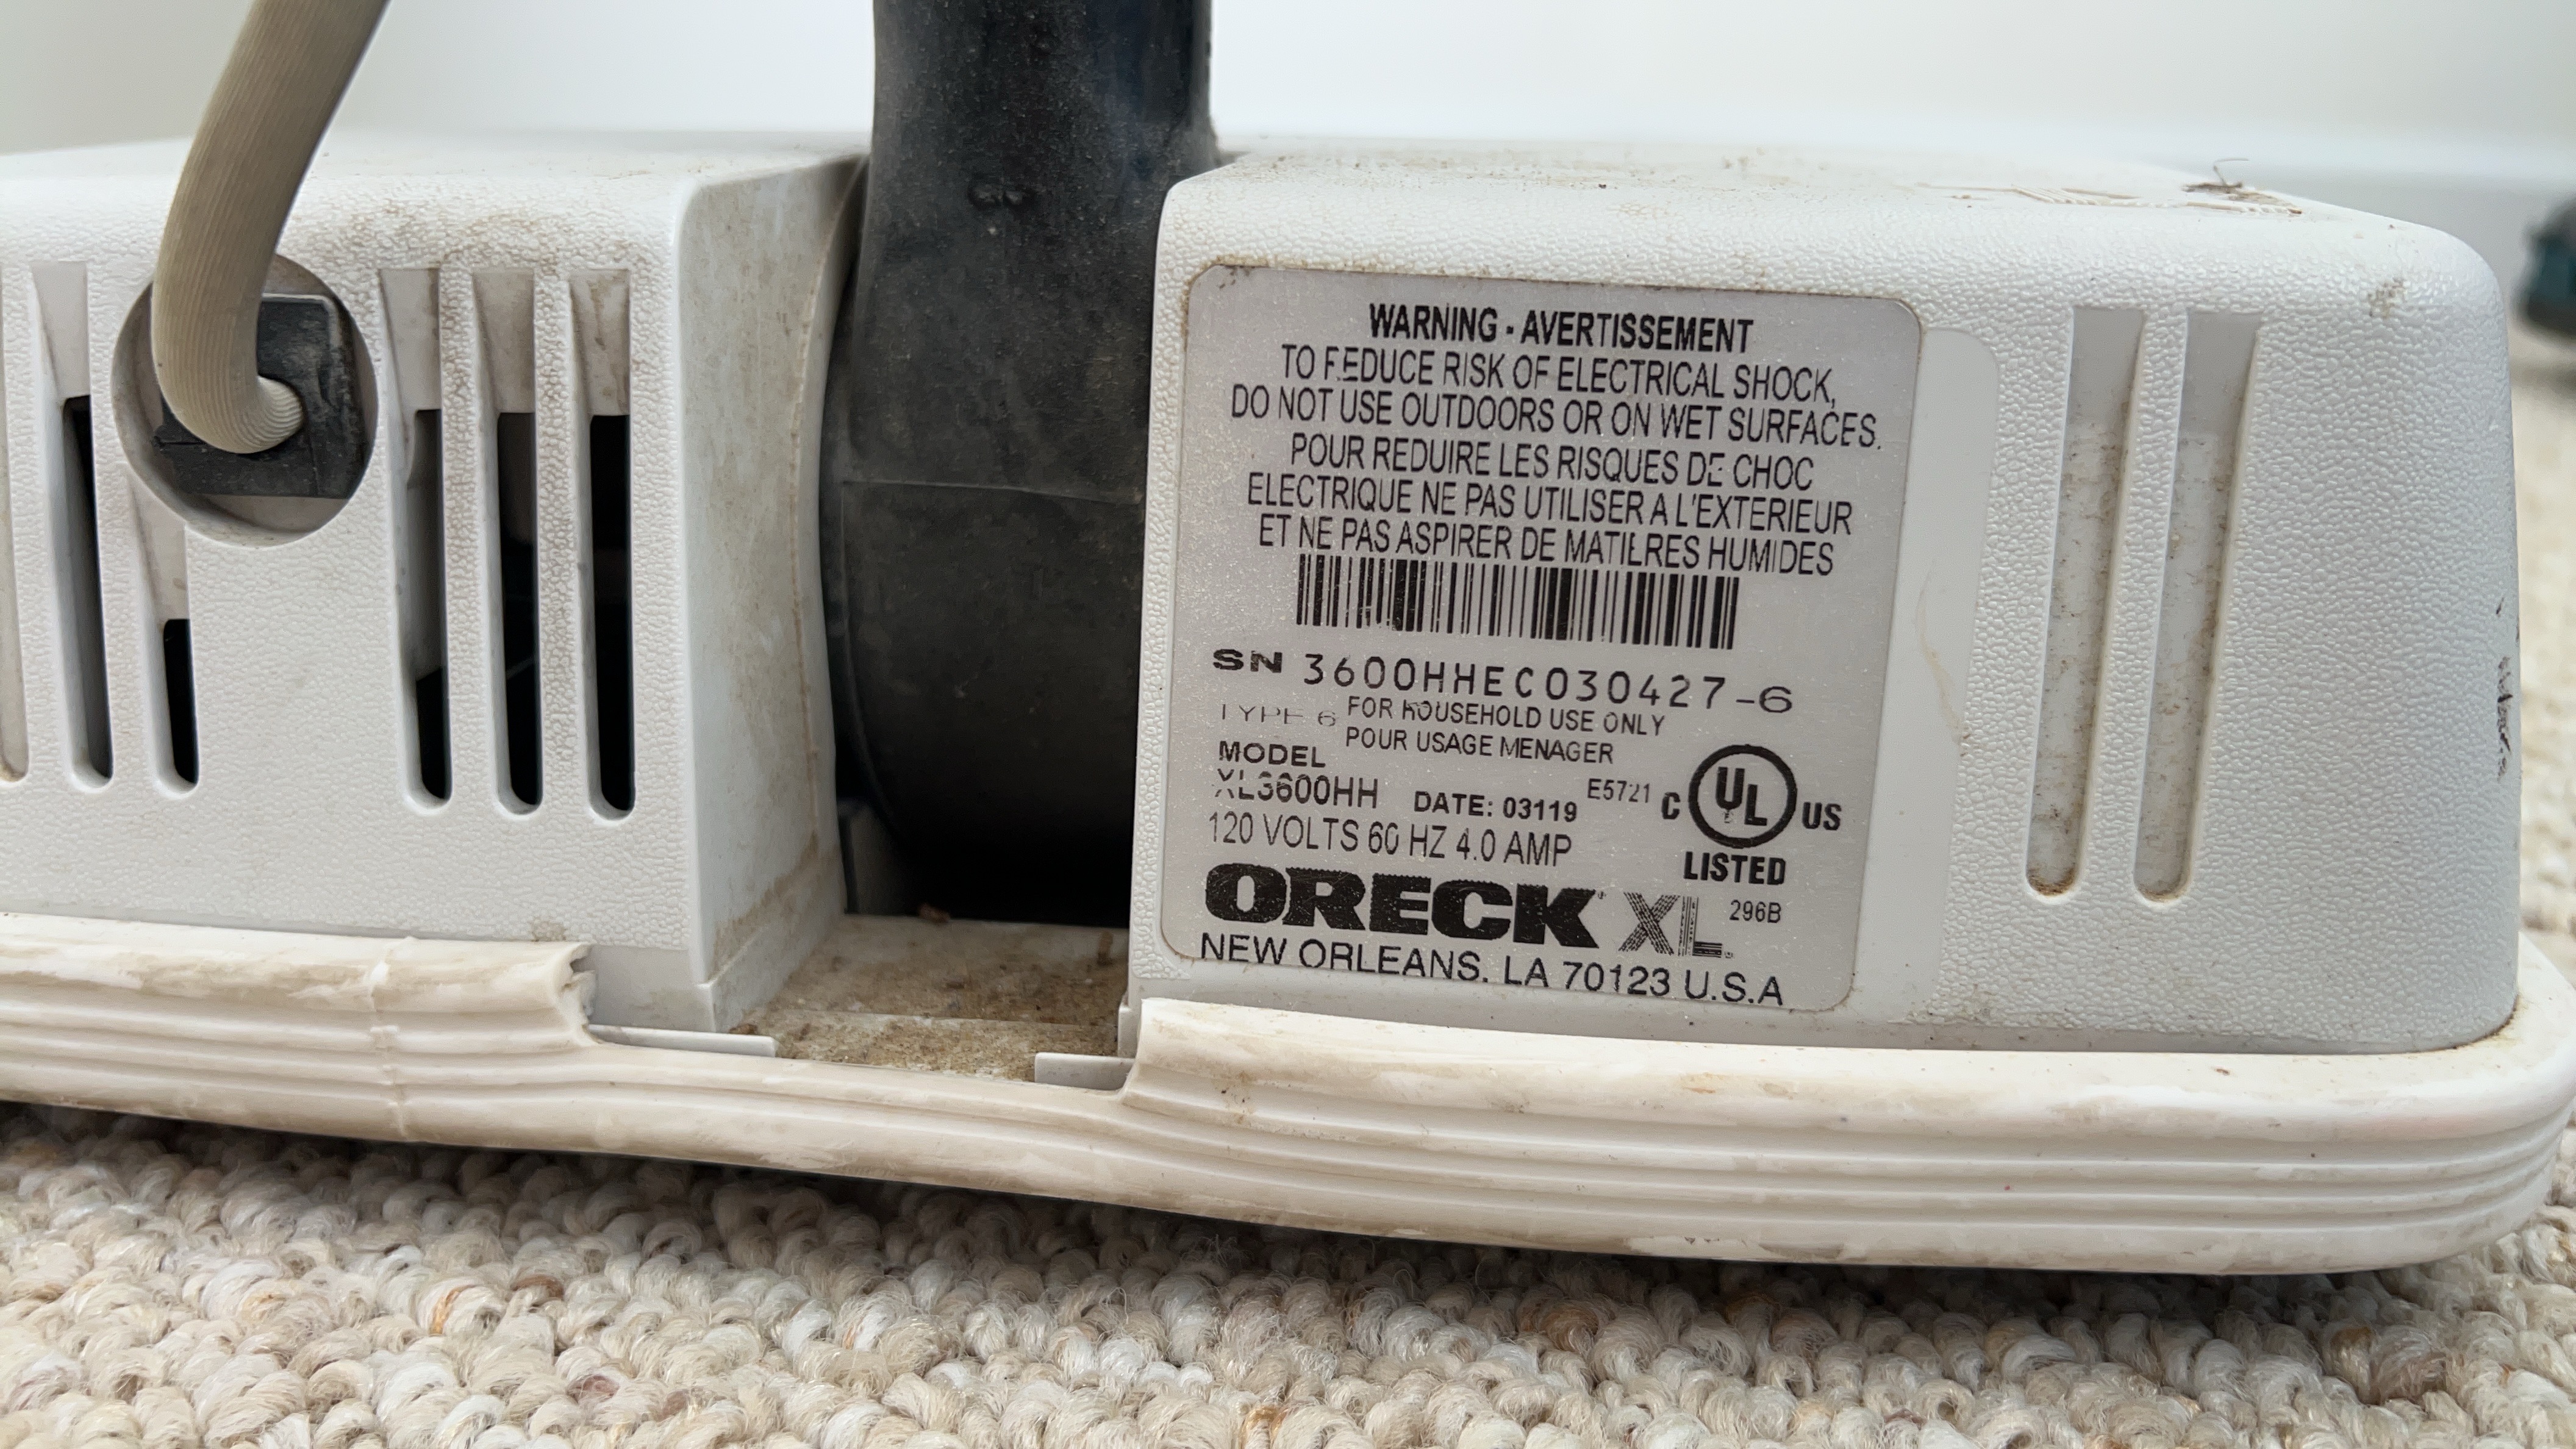 WARNING - AVERTISSEMENT
TO REDUCE RISK OF ELECTRICAL SHOCK,
DO NOT USE OUTDOORS OR ON WET SURFACES.
POUR REDUIRE LES RISQUES DE CHOC
ELECTRIQUE NE PAS UTILISER A L'EXTERIEUR
ET NE PAS ASPIRER DE MATIERES HUMIDES
SN 3600HHEC030427-6
TYPE 6 FOR HOUSEHOLD USE ONLY
POUR USAGE MENAGER
MODEL
XL3600HH DATE: 03119 E5721 C UL US
120 VOLTS 60 HZ 4.0 AMP
LISTED
ORECK XL 296B
NEW ORLEANS, LA 70123 U.S.A